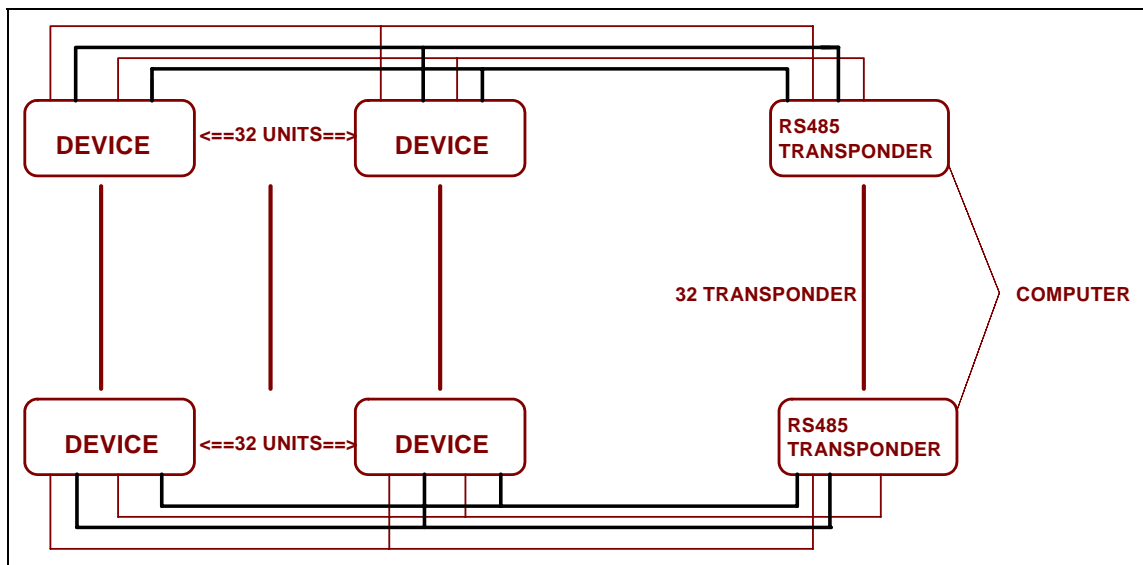 DEVICE
<==32 UNITS==>
DEVICE
RS485
TRANSPONDER
32 TRANSPONDER
COMPUTER
DEVICE
<==32 UNITS==>
DEVICE
RS485
TRANSPONDER